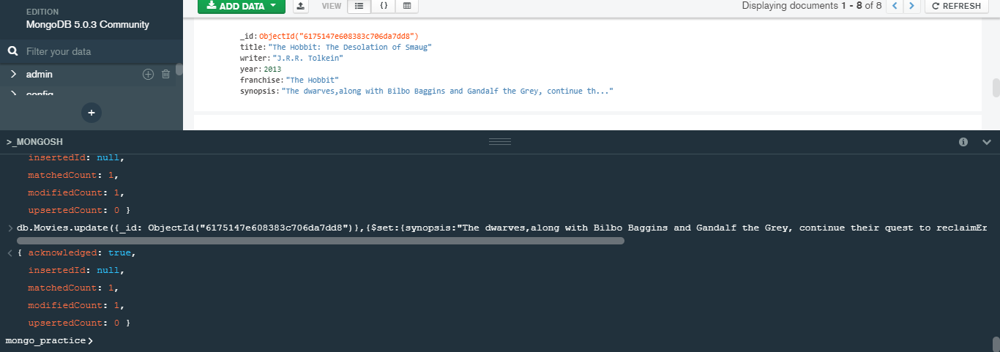 EDITION
MongoDB 5.0.3 Community
Filter your data
admin
config
ADD DATA
VIEW
{}
Displaying documents 1 - 8 of 8
REFRESH
_id: ObjectId("6175147e608383c706da7dd8")
title: "The Hobbit: The Desolation of Smaug"
writer: "J.R.R. Tolkein"
year: 2013
franchise: "The Hobbit"
synopsis: "The dwarves,along with Bilbo Baggins and Gandalf the Grey, continue th..."
>_MONGOSH
insertedId: null,
matchedCount: 1,
modifiedCount: 1,
upsertedCount: 0 }
> db.Movies.update({_id: ObjectId("6175147e608383c706da7dd8")},{$set:{synopsis:"The dwarves,along with Bilbo Baggins and Gandalf the Grey, continue their quest to reclaimEr
< { acknowledged: true,
insertedId: null,
matchedCount: 1,
modifiedCount: 1,
upsertedCount: 0 }
mongo_practice>